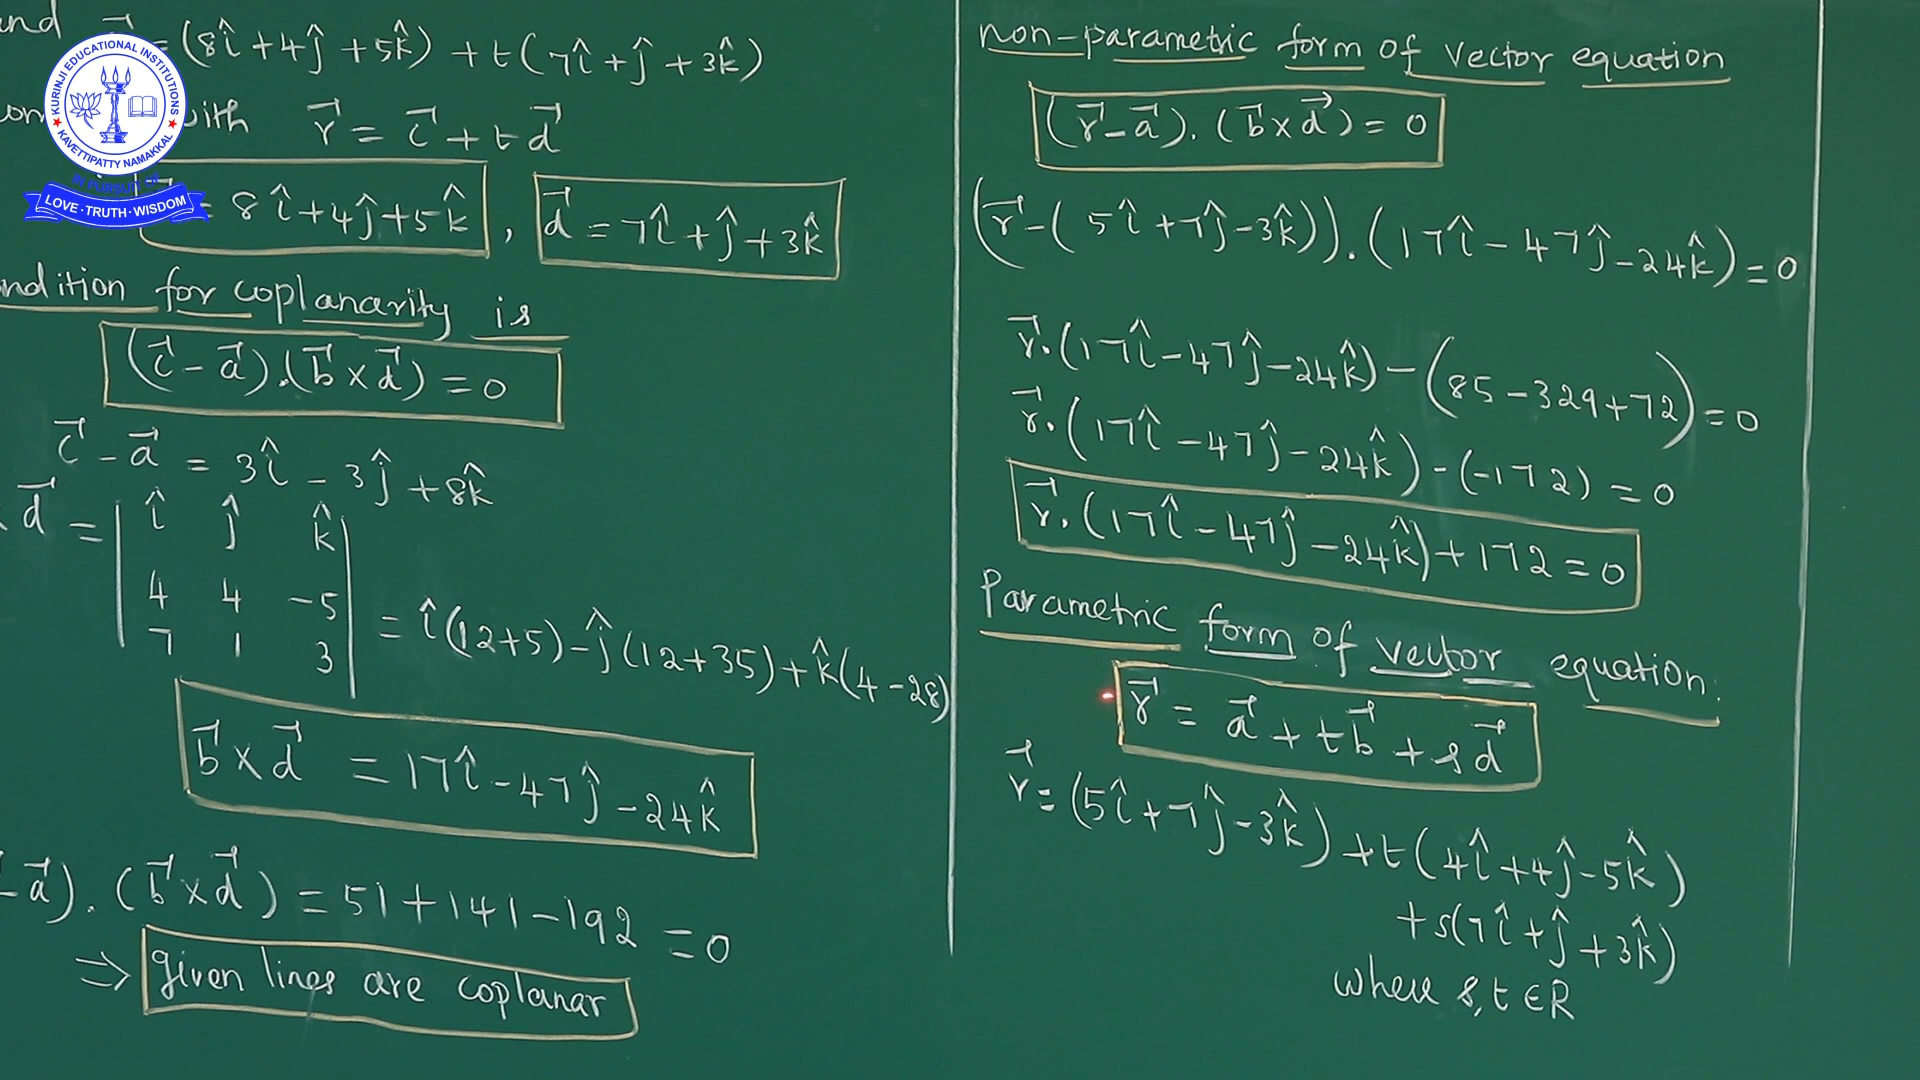 and r⃗ = (8î+4ĵ+5k̂) + t(7î+ĵ+3k̂)
with r⃗ = c⃗ + t d⃗
= 8î+4ĵ+5k̂ , d⃗ = 7î+ĵ+3k̂
ndition for coplanarity is
(c⃗ - a⃗).(b⃗ × d⃗) = 0
c⃗ - a⃗ = 3î - 3ĵ + 8k̂
d⃗ = | î ĵ k̂
4 4 -5
7 1 3 | = î(12+5) - ĵ(12+35) + k̂(4-28)
b⃗ × d⃗ = 17î - 47ĵ - 24k̂
- a⃗).(b⃗ × d⃗) = 51 + 141 - 192 = 0
⇒ given lines are coplanar
non-parametric form of vector equation
(r⃗ - a⃗).(b⃗ × d⃗) = 0
(r⃗ - (5î+7ĵ-3k̂)).(17î - 47ĵ - 24k̂) = 0
r⃗.(17î - 47ĵ - 24k̂) - (85 - 329 + 72) = 0
r⃗.(17î - 47ĵ - 24k̂) - (-172) = 0
r⃗.(17î - 47ĵ - 24k̂) + 172 = 0
Parametric form of vector equation.
r⃗ = a⃗ + t b⃗ + s d⃗
r⃗ = (5î+7ĵ-3k̂) + t(4î+4ĵ-5k̂)
+ s(7î+ĵ+3k̂)
where s,t ∈ R
KURINJI EDUCATIONAL INSTITUTIONS
KAVETTIPATTY NAMAKKAL
IN PURSUIT OF
LOVE · TRUTH · WISDOM